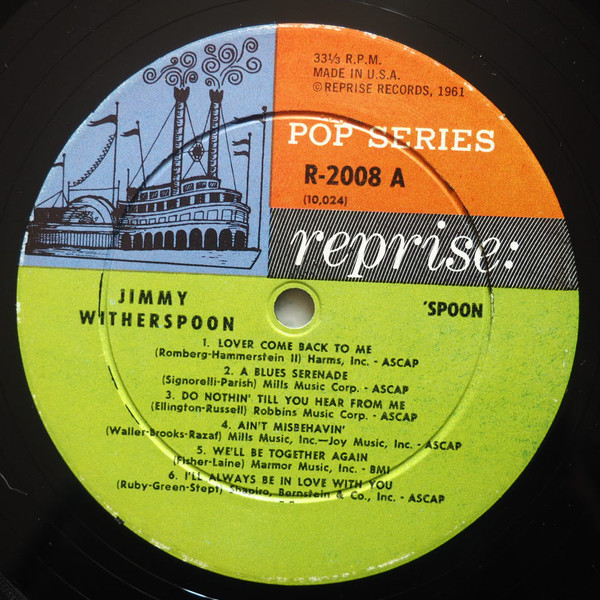 33⅓ R.P.M.
MADE IN U.S.A.
© REPRISE RECORDS, 1961
POP SERIES
R-2008 A
(10,024)
reprise:
JIMMY
WITHERSPOON
'SPOON
1. LOVER COME BACK TO ME
(Romberg-Hammerstein II) Harms, Inc. - ASCAP
2. A BLUES SERENADE
(Signorelli-Parish) Mills Music Corp. - ASCAP
3. DO NOTHIN' TILL YOU HEAR FROM ME
(Ellington-Russell) Robbins Music Corp. - ASCAP
4. AIN'T MISBEHAVIN'
(Waller-Brooks-Razaf) Mills Music, Inc.—Joy Music, Inc. - ASCAP
5. WE'LL BE TOGETHER AGAIN
(Fisher-Laine) Marmor Music, Inc. - BMI
6. I'LL ALWAYS BE IN LOVE WITH YOU
(Ruby-Green-Stept) Shapiro, Bernstein & Co., Inc. - ASCAP